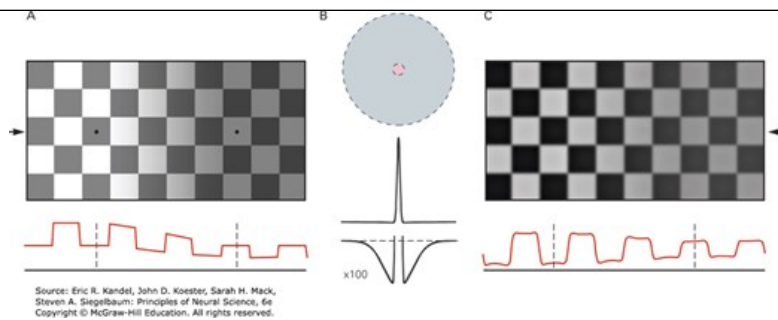 A
B
C
x100
Source: Eric R. Kandel, John D. Koester, Sarah H. Mack,
Steven A. Siegelbaum: Principles of Neural Science, 6e
Copyright © McGraw-Hill Education. All rights reserved.